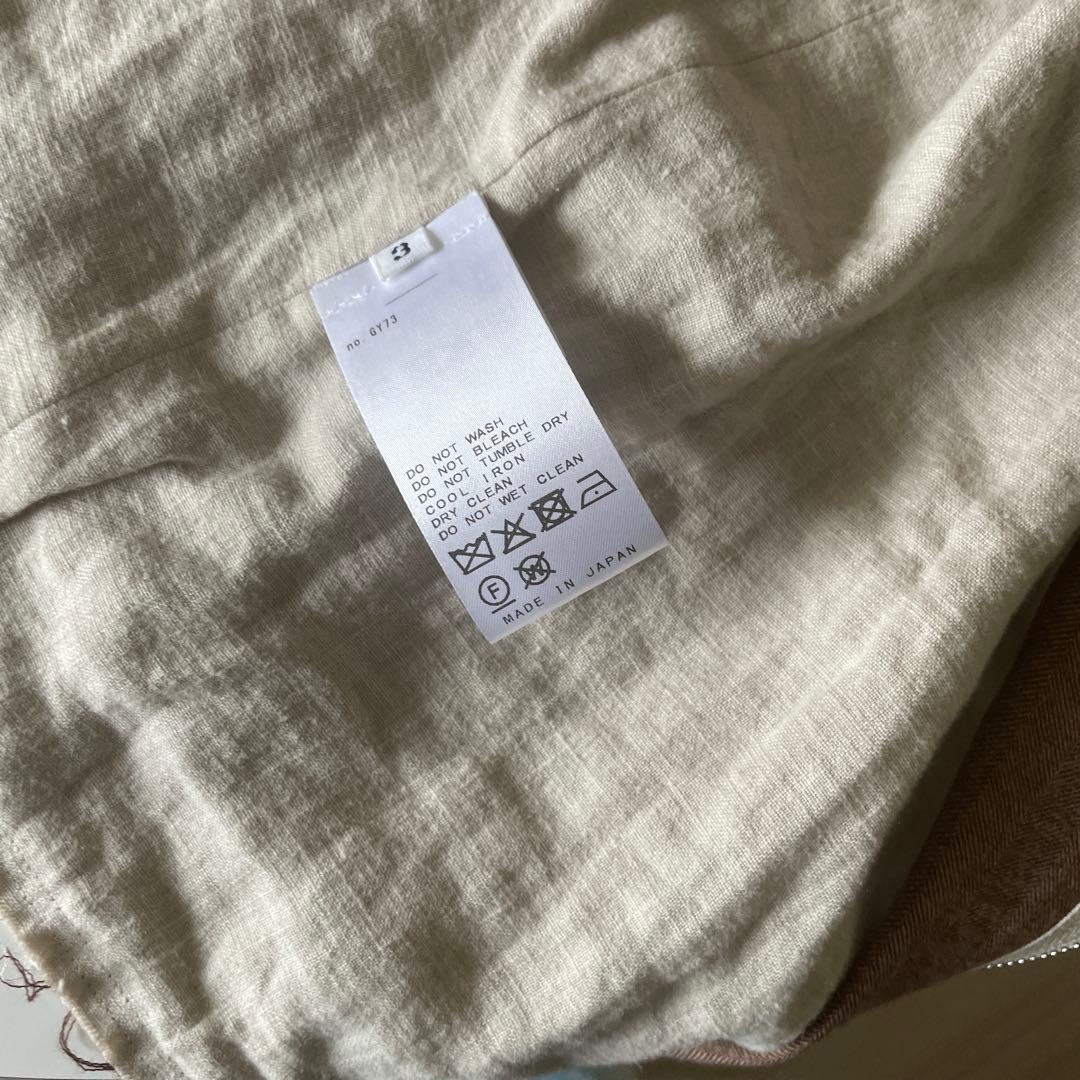 3
no. GY73
DO NOT WASH
DO NOT BLEACH
DO NOT TUMBLE DRY
COOL IRON
DRY CLEAN
DO NOT WET CLEAN
F W
MADE IN JAPAN